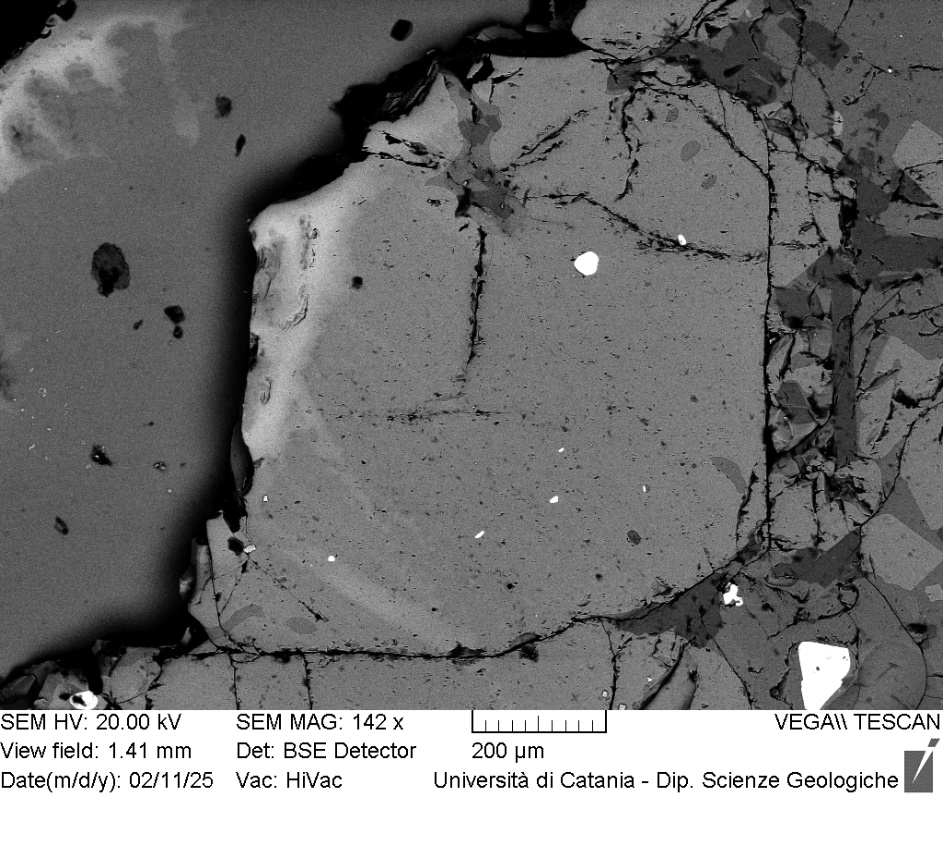 SEM HV: 20.00 kV SEM MAG: 142 x VEGA\\ TESCAN
View field: 1.41 mm Det: BSE Detector 200 µm
Date(m/d/y): 02/11/25 Vac: HiVac Università di Catania - Dip. Scienze Geologiche